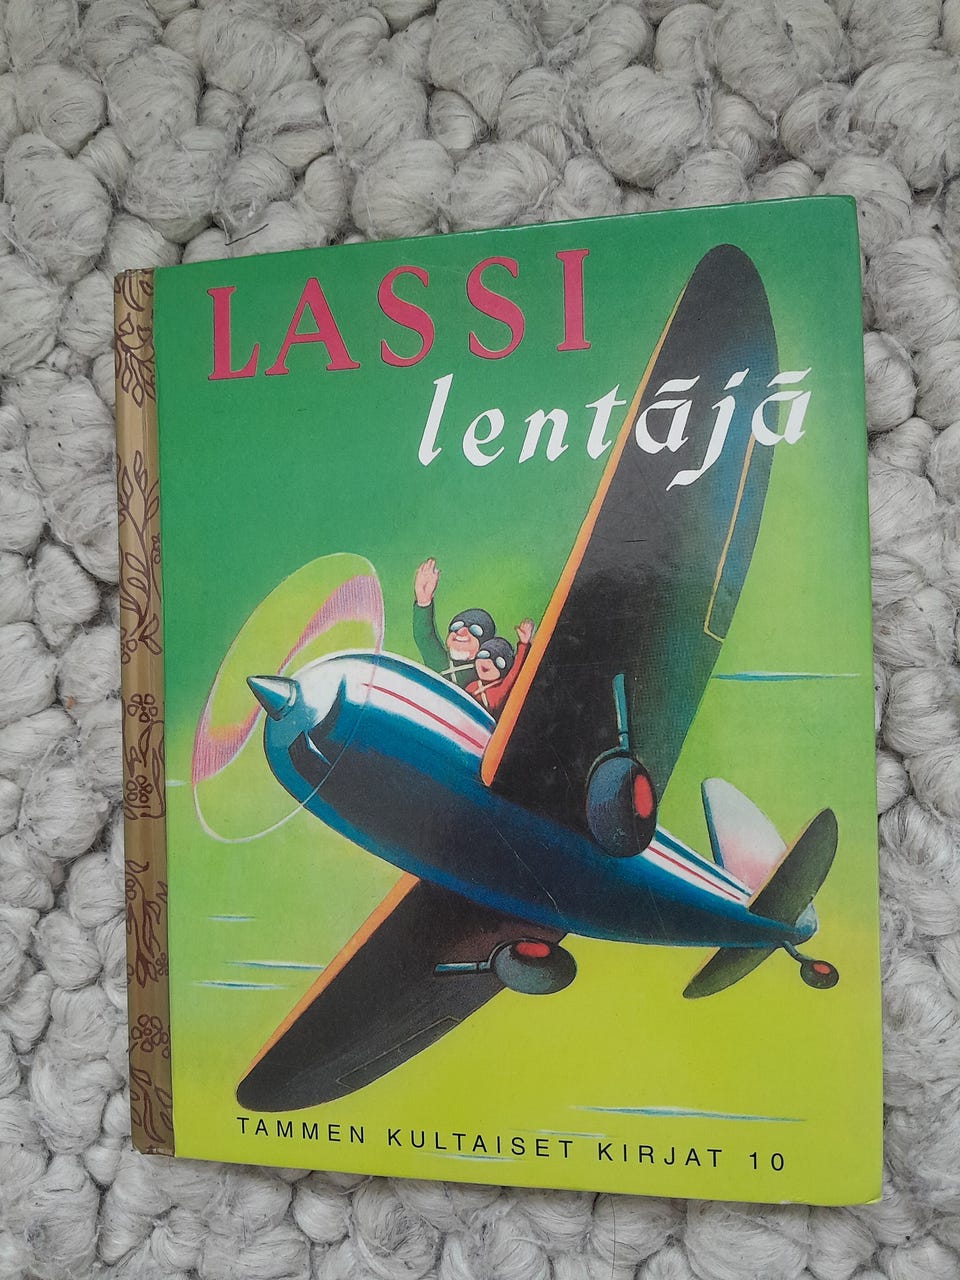 LASSI
lentäjä
TAMMEN KULTAISET KIRJAT 10